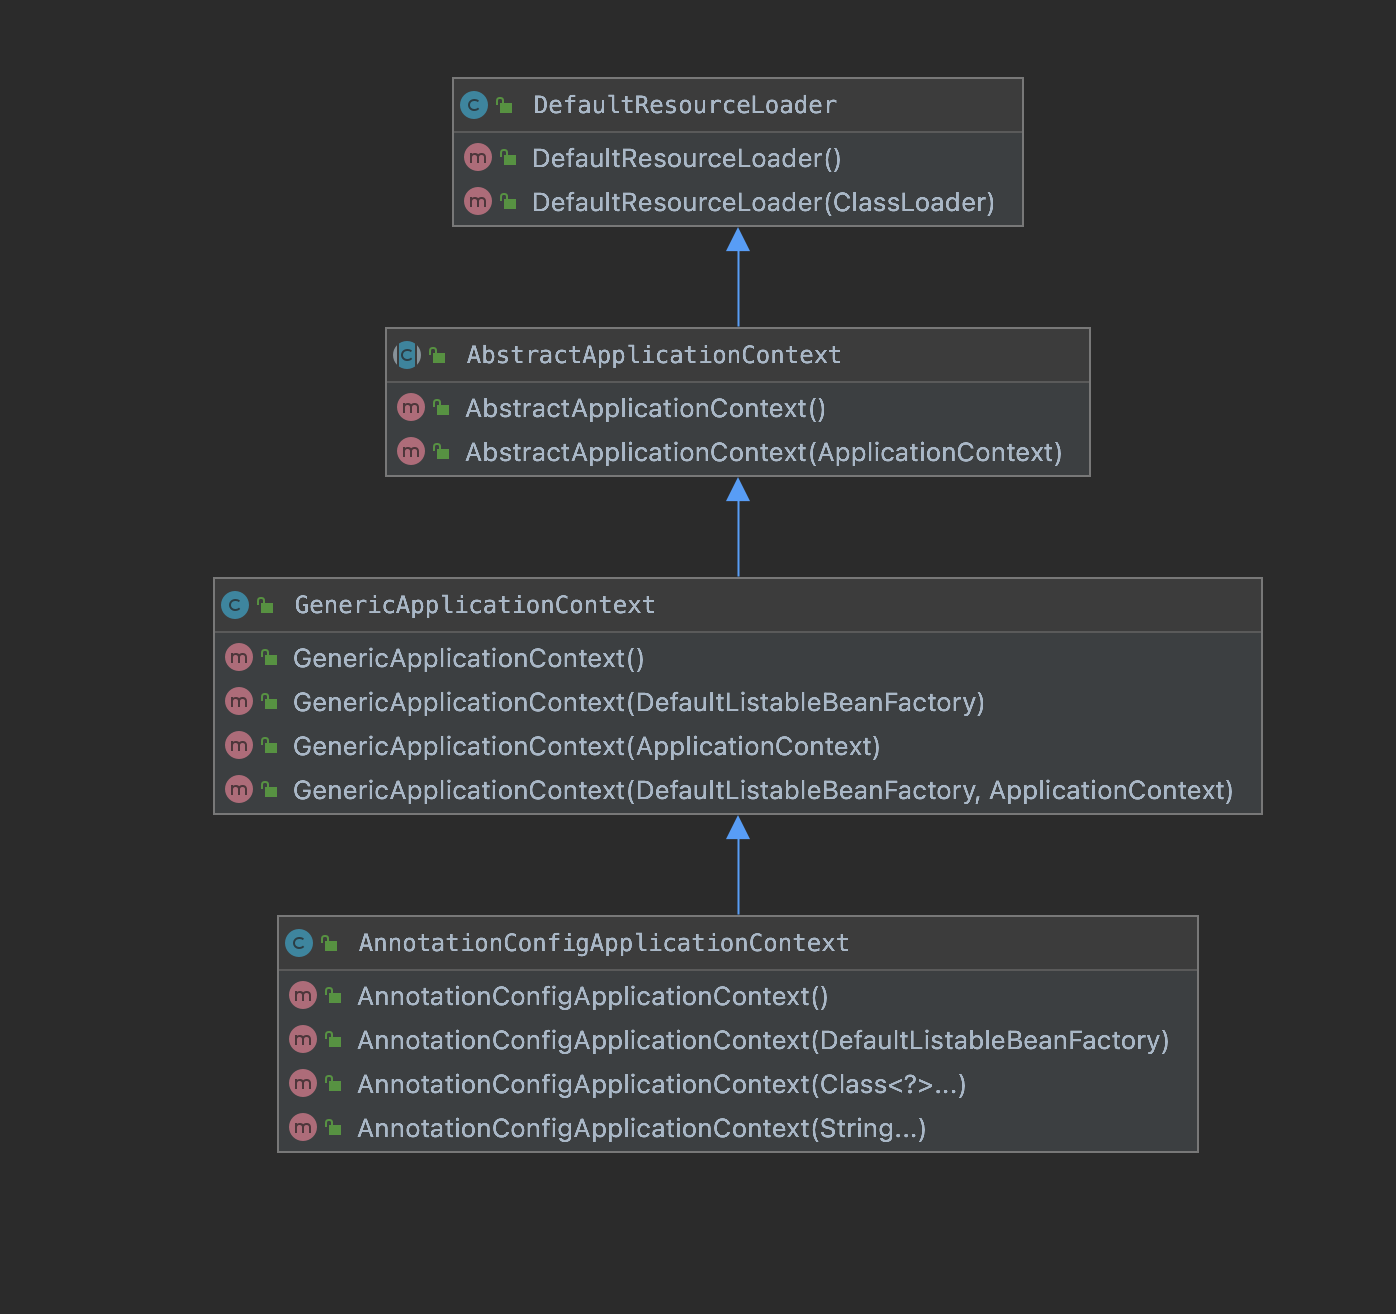 DefaultResourceLoader
DefaultResourceLoader()
DefaultResourceLoader(ClassLoader)
AbstractApplicationContext
AbstractApplicationContext()
AbstractApplicationContext(ApplicationContext)
GenericApplicationContext
GenericApplicationContext()
GenericApplicationContext(DefaultListableBeanFactory)
GenericApplicationContext(ApplicationContext)
GenericApplicationContext(DefaultListableBeanFactory, ApplicationContext)
AnnotationConfigApplicationContext
AnnotationConfigApplicationContext()
AnnotationConfigApplicationContext(DefaultListableBeanFactory)
AnnotationConfigApplicationContext(Class<?>...)
AnnotationConfigApplicationContext(String...)